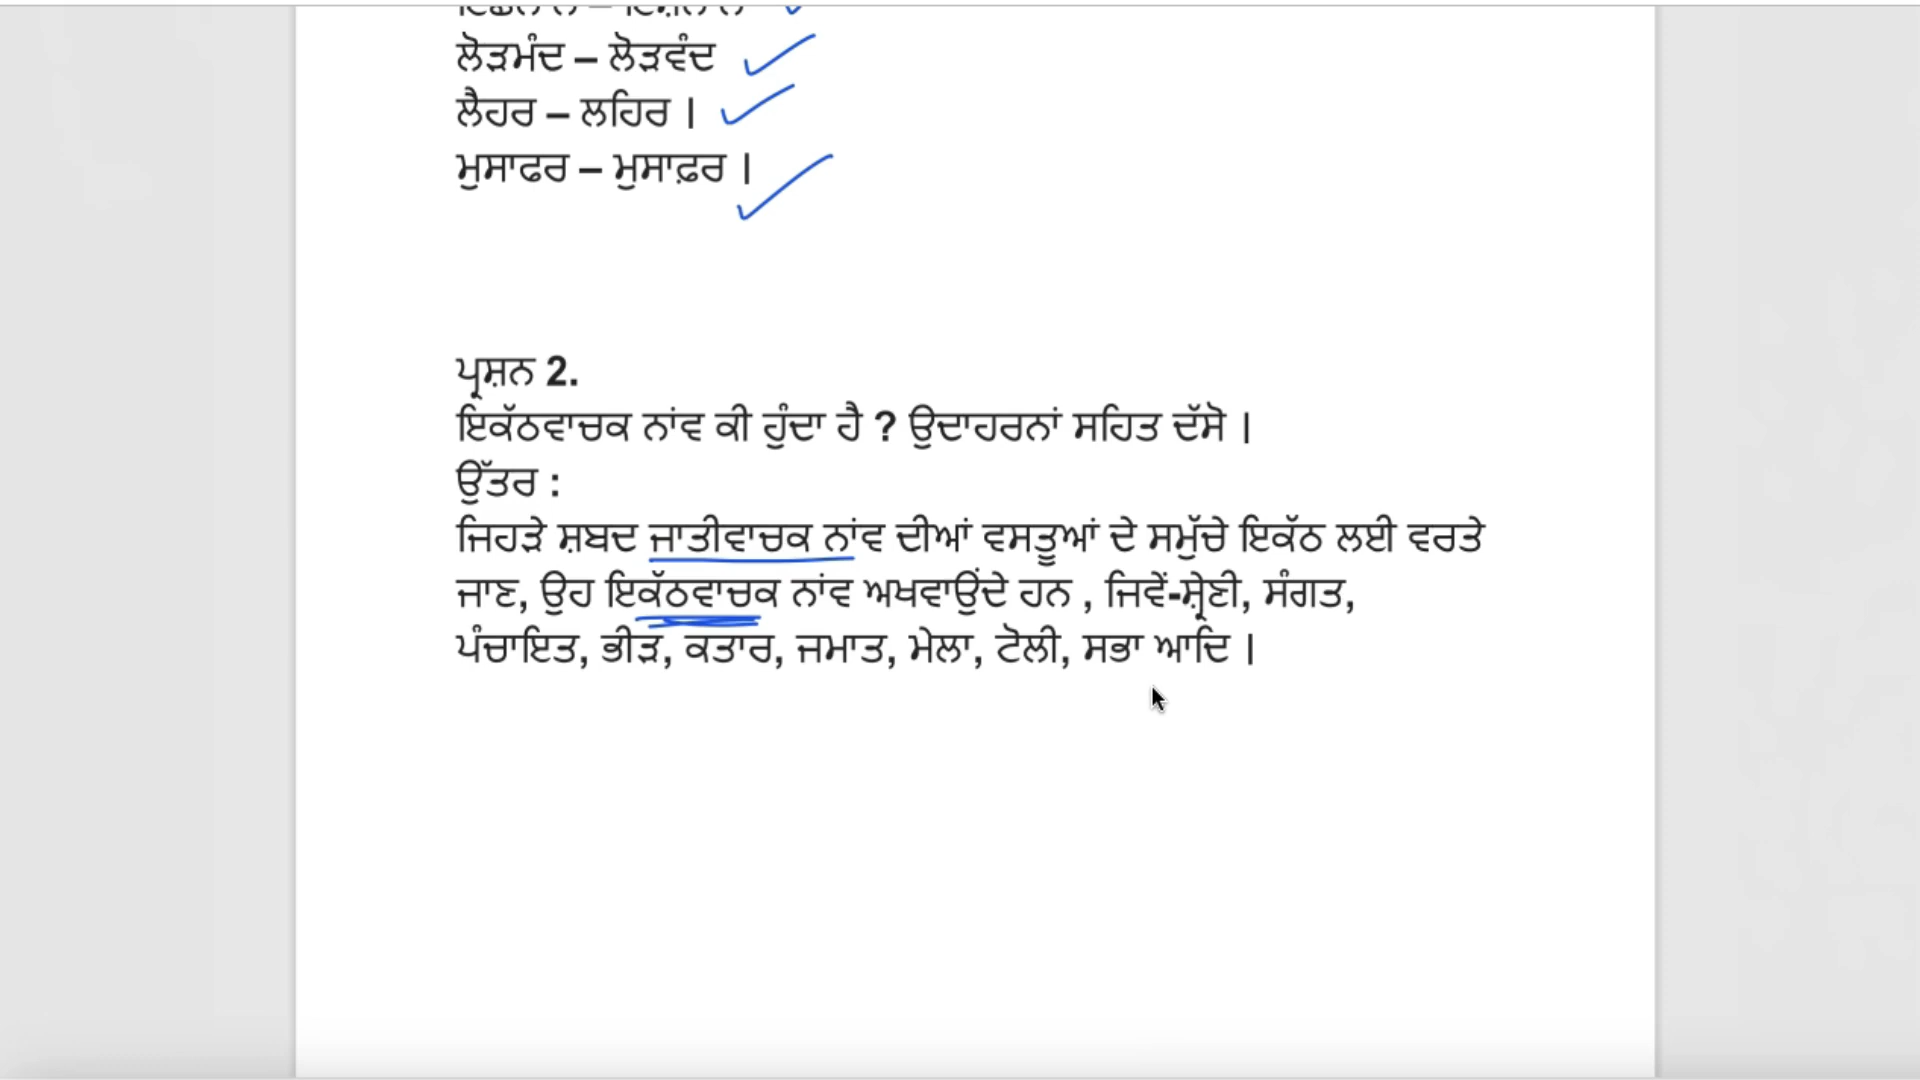 ਲੋੜਮੰਦ – ਲੋੜਵੰਦ
ਲੈਹਰ – ਲਹਿਰ |
ਮੁਸਾਫਰ – ਮੁਸਾਫ਼ਰ |
ਪ੍ਰਸ਼ਨ 2.
ਇਕੱਠਵਾਚਕ ਨਾਂਵ ਕੀ ਹੁੰਦਾ ਹੈ ? ਉਦਾਹਰਨਾਂ ਸਹਿਤ ਦੱਸੋ |
ਉੱਤਰ :
ਜਿਹੜੇ ਸ਼ਬਦ ਜਾਤੀਵਾਚਕ ਨਾਂਵ ਦੀਆਂ ਵਸਤੂਆਂ ਦੇ ਸਮੁੱਚੇ ਇਕੱਠ ਲਈ ਵਰਤੇ
ਜਾਣ, ਉਹ ਇਕੱਠਵਾਚਕ ਨਾਂਵ ਅਖਵਾਉਂਦੇ ਹਨ , ਜਿਵੇਂ-ਸ਼੍ਰੇਣੀ, ਸੰਗਤ,
ਪੰਚਾਇਤ, ਭੀੜ, ਕਤਾਰ, ਜਮਾਤ, ਮੇਲਾ, ਟੋਲੀ, ਸਭਾ ਆਦਿ |